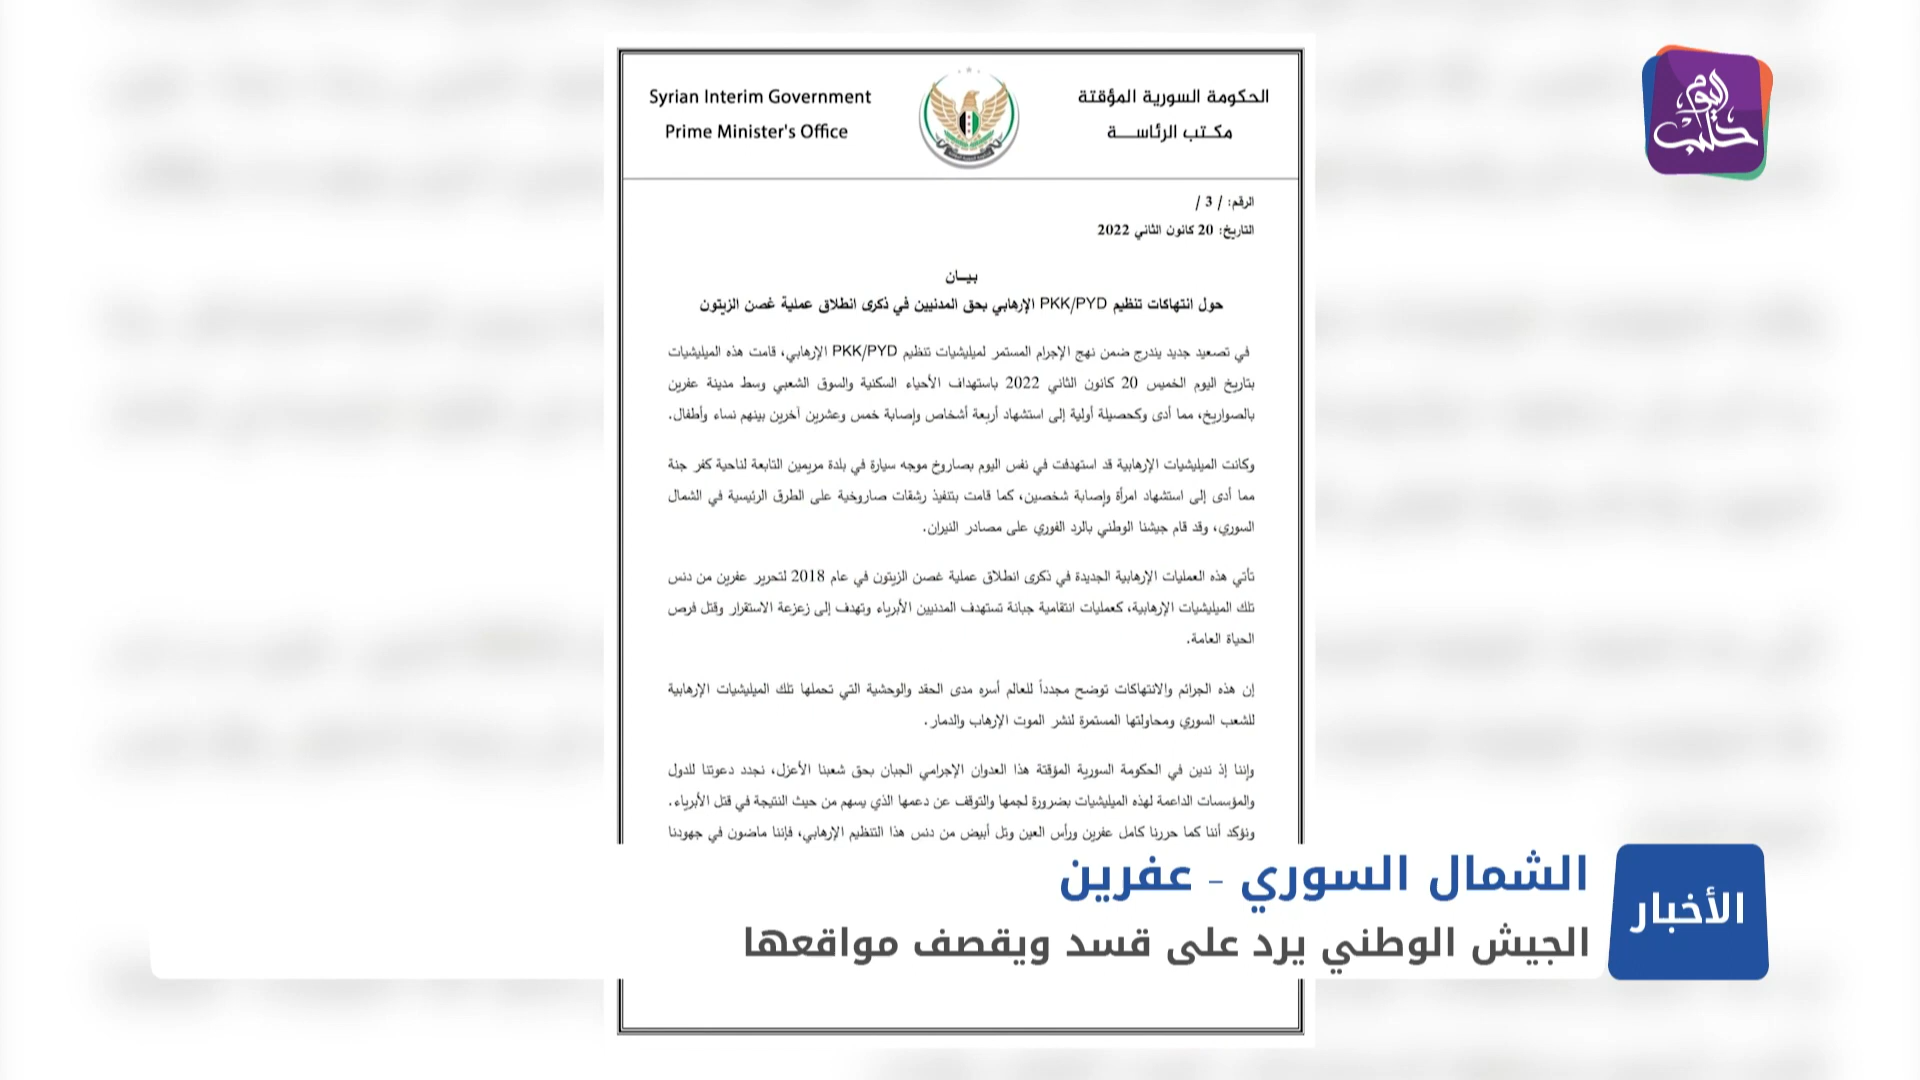 Syrian Interim Government
Prime Minister's Office
الحكومة السورية المؤقتة
مكـتب الرئاســـة
حلب اليوم
الرقم: / 3 /
التاريخ: 20 كانون الثاني 2022
بيــان
حول انتهاكات تنظيم PKK/PYD الإرهابي بحق المدنيين في ذكرى انطلاق عملية غصن الزيتون
في تصعيد جديد يندرج ضمن نهج الإجرام المستمر لميليشيات تنظيم PKK/PYD الإرهابي، قامت هذه الميليشيات
بتاريخ اليوم الخميس 20 كانون الثاني 2022 باستهداف الأحياء السكنية والسوق الشعبي وسط مدينة عفرين
بالصواريخ، مما أدى وكحصيلة أولية إلى استشهاد أربعة أشخاص وإصابة خمس وعشرين آخرين بينهم نساء وأطفال.
وكانت الميليشيات الإرهابية قد استهدفت في نفس اليوم بصاروخ موجه سيارة في بلدة مريمين التابعة لناحية كفر جنة
مما أدى إلى استشهاد امرأة وإصابة شخصين، كما قامت بتنفيذ رشقات صاروخية على الطرق الرئيسية في الشمال
السوري، وقد قام جيشنا الوطني بالرد الفوري على مصادر النيران.
تأتي هذه العمليات الإرهابية الجديدة في ذكرى انطلاق عملية غصن الزيتون في عام 2018 لتحرير عفرين من دنس
تلك الميليشيات الإرهابية، كعمليات انتقامية جبانة تستهدف المدنيين الأبرياء وتهدف إلى زعزعة الاستقرار وقتل فرص
الحياة العامة.
إن هذه الجرائم والانتهاكات توضح مجدداً للعالم أسره مدى الحقد والوحشية التي تحملها تلك الميليشيات الإرهابية
للشعب السوري ومحاولتها المستمرة لنشر الموت الإرهاب والدمار.
وإننا إذ ندين في الحكومة السورية المؤقتة هذا العدوان الإجرامي الجبان بحق شعبنا الأعزل، نجدد دعوتنا للدول
والمؤسسات الداعمة لهذه الميليشيات بضرورة لجمها والتوقف عن دعمها الذي يسهم من حيث النتيجة في قتل الأبرياء.
ونؤكد أننا كما حررنا كامل عفرين ورأس العين وتل أبيض من دنس هذا التنظيم الإرهابي، فإننا ماضون في جهودنا
الأخبار
الشمال السوري - عفرين
الجيش الوطني يرد على قسد ويقصف مواقعها